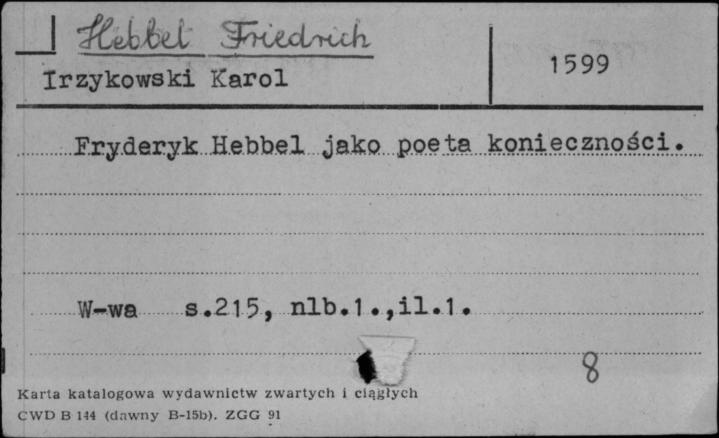 Hebbel Friedrich
Irzykowski Karol
1599
Fryderyk Hebbel jako poeta konieczności.
W-wa s.215, nlb.1.,il.1.
8
Karta katalogowa wydawnictw zwartych i ciągłych
CWD B 144 (dawny B-15b). ZGG 91